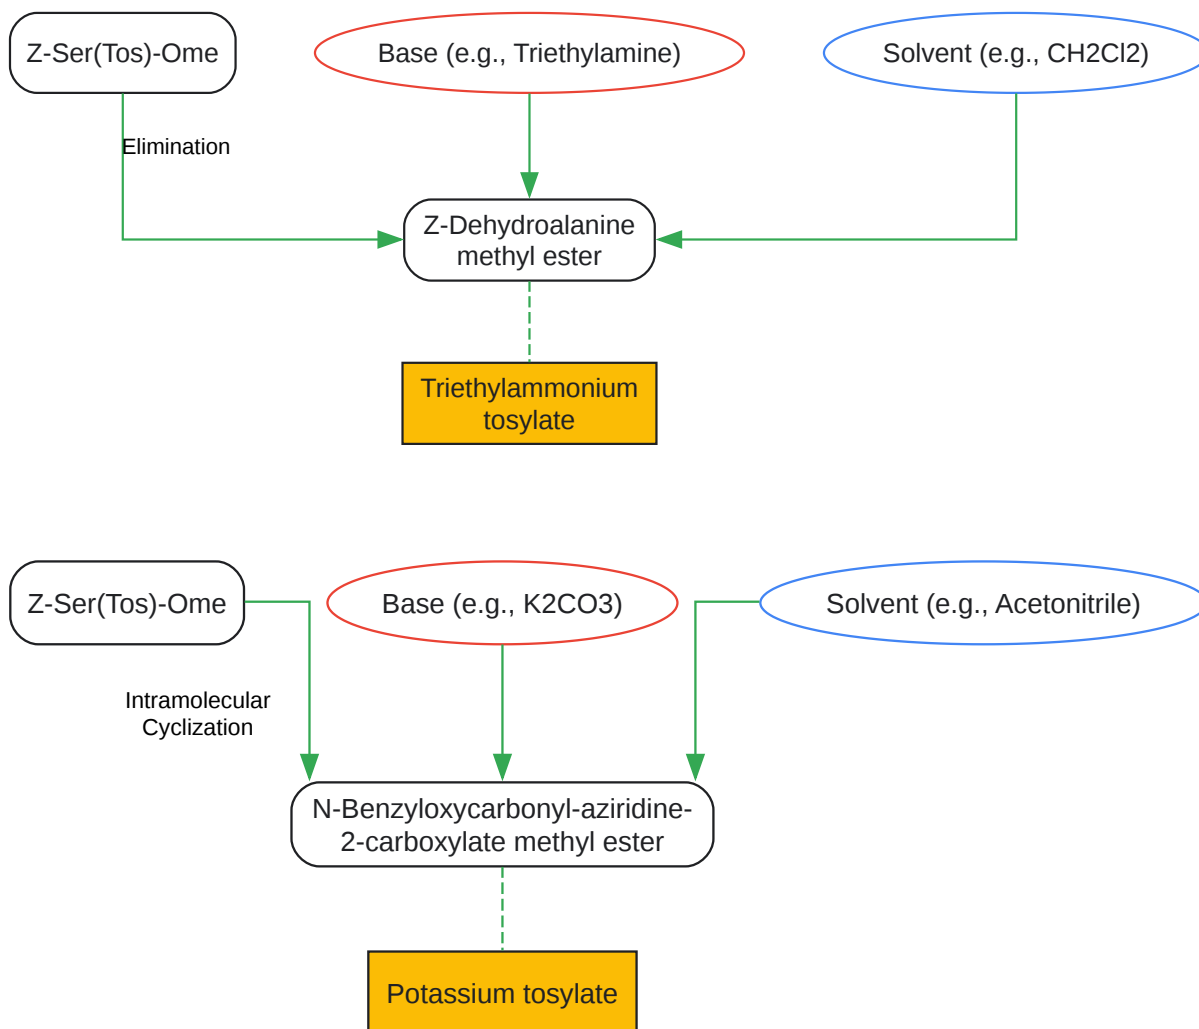 Z-Ser(Tos)-Ome
Base (e.g., Triethylamine)
Solvent (e.g., CH2Cl2)
Elimination
Z-Dehydroalanine
methyl ester
Triethylammonium
tosylate
Z-Ser(Tos)-Ome
Base (e.g., K2CO3)
Solvent (e.g., Acetonitrile)
Intramolecular
Cyclization
N-Benzyloxycarbonyl-aziridine-
2-carboxylate methyl ester
Potassium tosylate